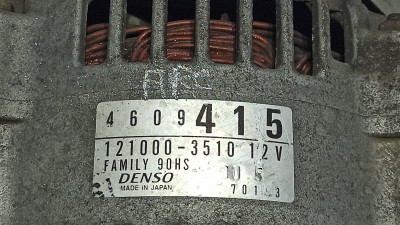 4609415
121000-3510 12V
FAMILY 90HS
DENSO
MADE IN JAPAN